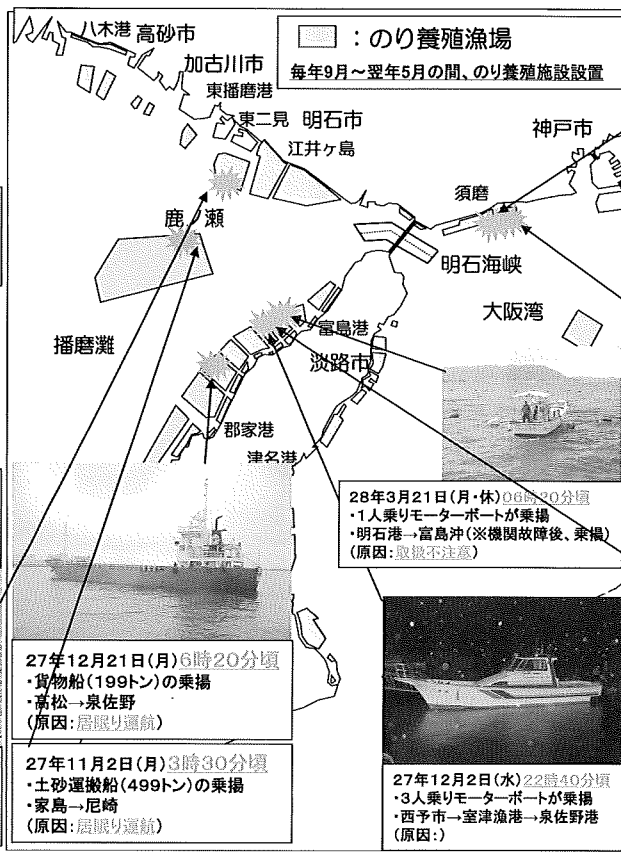 ：のり養殖漁場
毎年9月～翌年5月の間、のり養殖施設設置
八木港
高砂市
加古川市
東播磨港
東二見
明石市
江井ヶ島
神戸市
須磨
鹿ノ瀬
明石海峡
大阪湾
播磨灘
富島港
淡路市
郡家港
津名港
28年3月21日(月・休)06時20分頃
・1人乗りモーターボートが乗揚
・明石港→富島沖(※機関故障後、乗揚)
(原因:取扱不注意)
27年12月21日(月)6時20分頃
・貨物船(199トン)の乗揚
・高松→泉佐野
(原因:居眠り運航)
27年11月2日(月)3時30分頃
・土砂運搬船(499トン)の乗揚
・家島→尼崎
(原因:居眠り運航)
27年12月2日(水)22時40分頃
・3人乗りモーターボートが乗揚
・西予市→室津漁港→泉佐野港
(原因:)